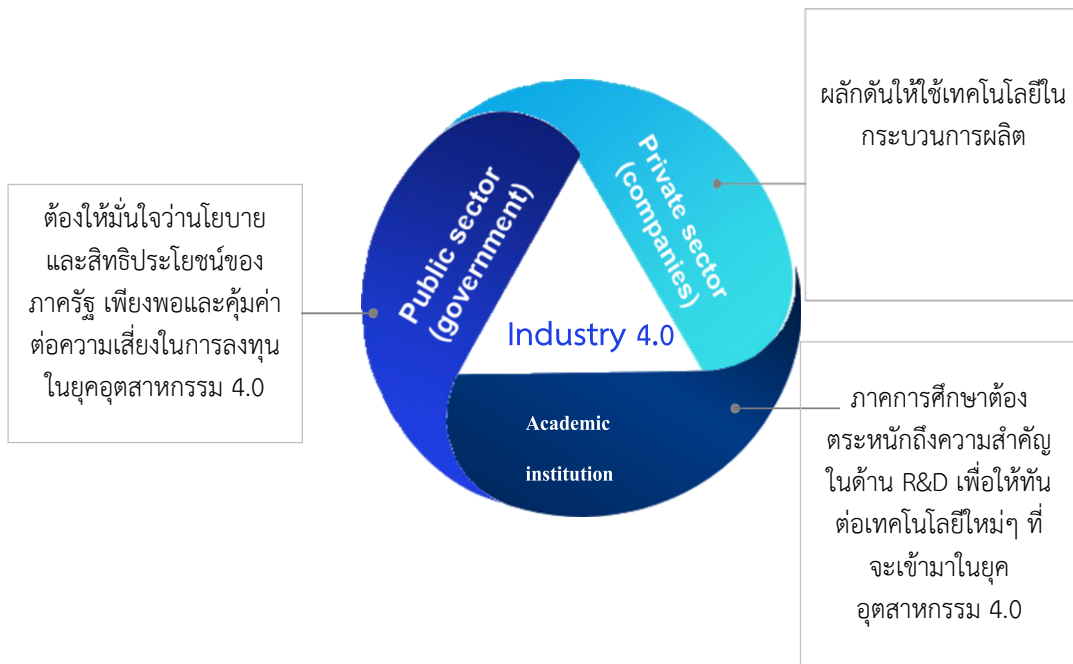 ผลักดันให้ใช้เทคโนโลยีใน
กระบวนการผลิต
ต้องให้มั่นใจว่านโยบาย
และสิทธิประโยชน์ของ
ภาครัฐ เพียงพอและคุ้มค่า
ต่อความเสี่ยงในการลงทุน
ในยุคอุตสาหกรรม 4.0
Public sector
(government)
Private sector
(companies)
Industry 4.0
Academic
institution
ภาคการศึกษาต้อง
ตระหนักถึงความสำคัญ
ในด้าน R&D เพื่อให้ทัน
ต่อเทคโนโลยีใหม่ๆ ที่
จะเข้ามาในยุค
อุตสาหกรรม 4.0